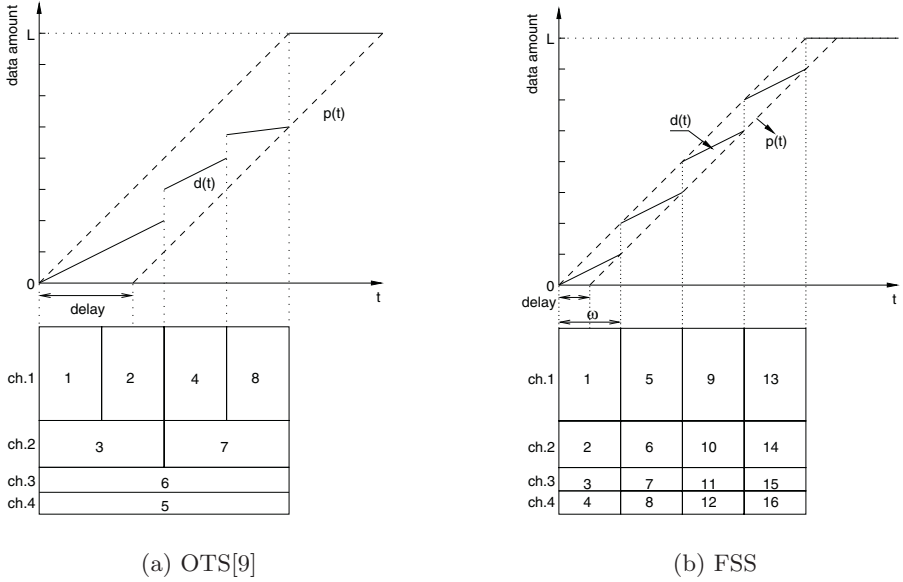 data amount
L
p(t)
d(t)
0
t
delay
ch.1 1 2 4 8
ch.2 3 7
ch.3 6
ch.4 5
(a) OTS[9]
data amount
L
d(t)
p(t)
0
t
delay
ω
ch.1 1 5 9 13
ch.2 2 6 10 14
ch.3 3 7 11 15
ch.4 4 8 12 16
(b) FSS